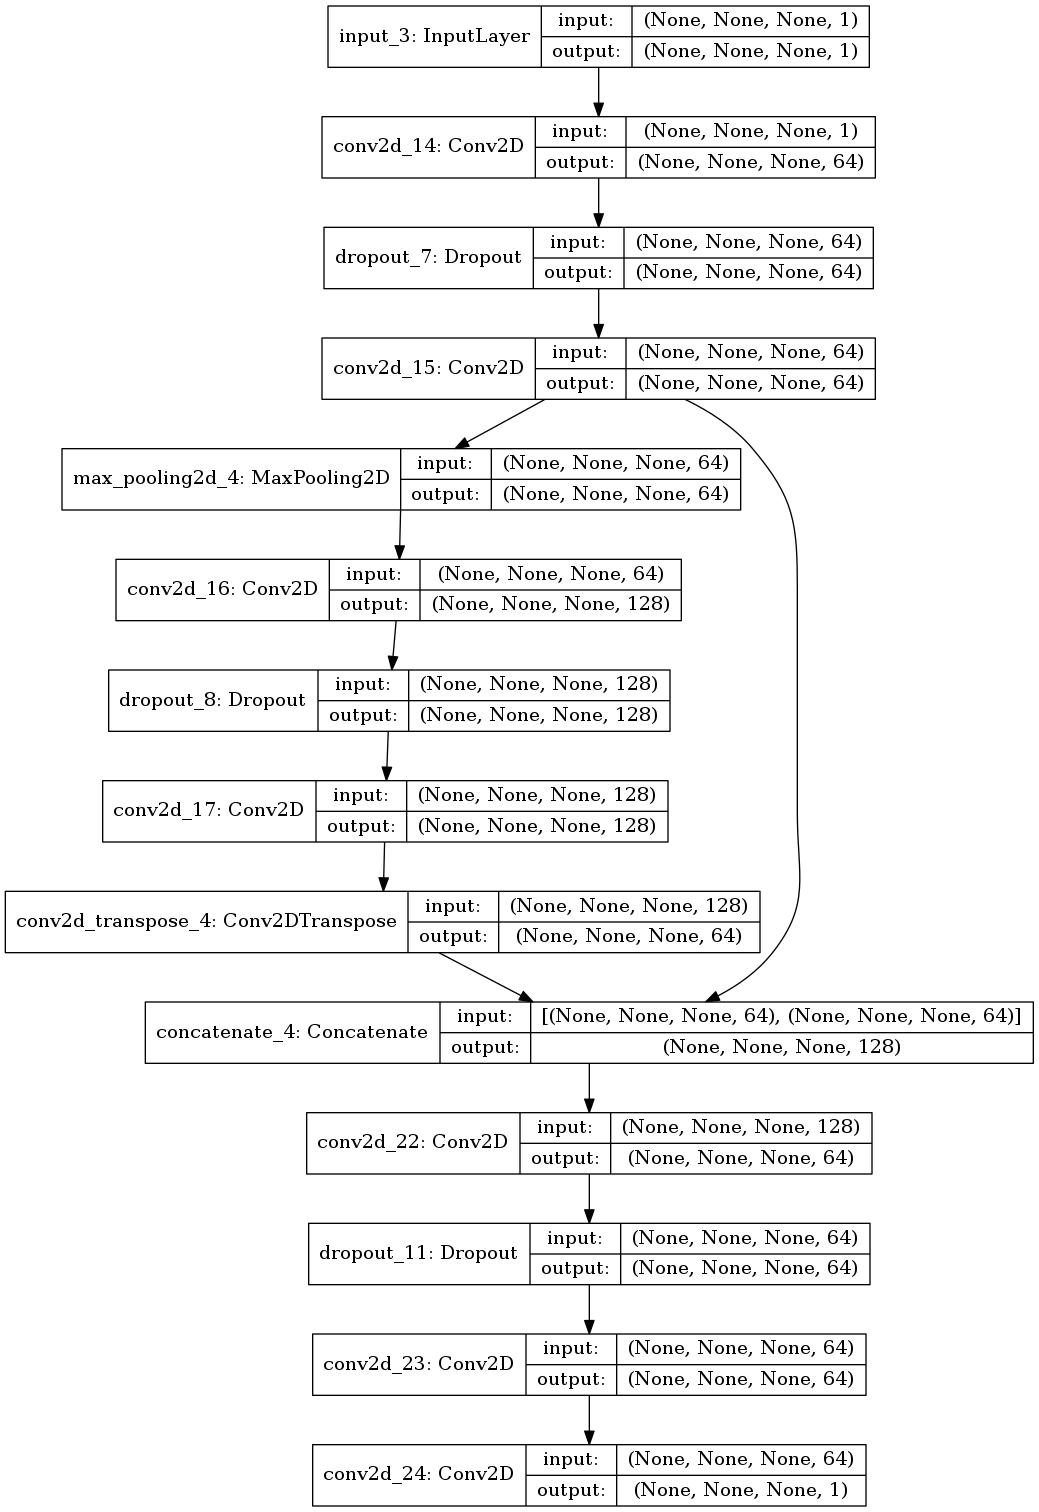 input_3: InputLayer
input:
(None, None, None, 1)
output:
(None, None, None, 1)
conv2d_14: Conv2D
input:
(None, None, None, 1)
output:
(None, None, None, 64)
dropout_7: Dropout
input:
(None, None, None, 64)
output:
(None, None, None, 64)
conv2d_15: Conv2D
input:
(None, None, None, 64)
output:
(None, None, None, 64)
max_pooling2d_4: MaxPooling2D
input:
(None, None, None, 64)
output:
(None, None, None, 64)
conv2d_16: Conv2D
input:
(None, None, None, 64)
output:
(None, None, None, 128)
dropout_8: Dropout
input:
(None, None, None, 128)
output:
(None, None, None, 128)
conv2d_17: Conv2D
input:
(None, None, None, 128)
output:
(None, None, None, 128)
conv2d_transpose_4: Conv2DTranspose
input:
(None, None, None, 128)
output:
(None, None, None, 64)
concatenate_4: Concatenate
input:
[(None, None, None, 64), (None, None, None, 64)]
output:
(None, None, None, 128)
conv2d_22: Conv2D
input:
(None, None, None, 128)
output:
(None, None, None, 64)
dropout_11: Dropout
input:
(None, None, None, 64)
output:
(None, None, None, 64)
conv2d_23: Conv2D
input:
(None, None, None, 64)
output:
(None, None, None, 64)
conv2d_24: Conv2D
input:
(None, None, None, 64)
output:
(None, None, None, 1)